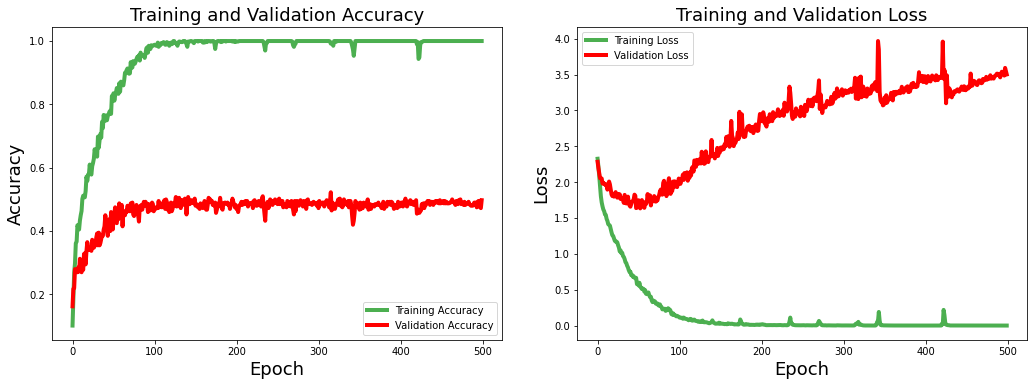 Training and Validation Accuracy
1.0
0.8
0.6
0.4
0.2
Accuracy
Training Accuracy
Validation Accuracy
0
100
200
300
400
500
Epoch
Training and Validation Loss
4.0
3.5
3.0
2.5
2.0
1.5
1.0
0.5
0.0
Loss
Training Loss
Validation Loss
0
100
200
300
400
500
Epoch